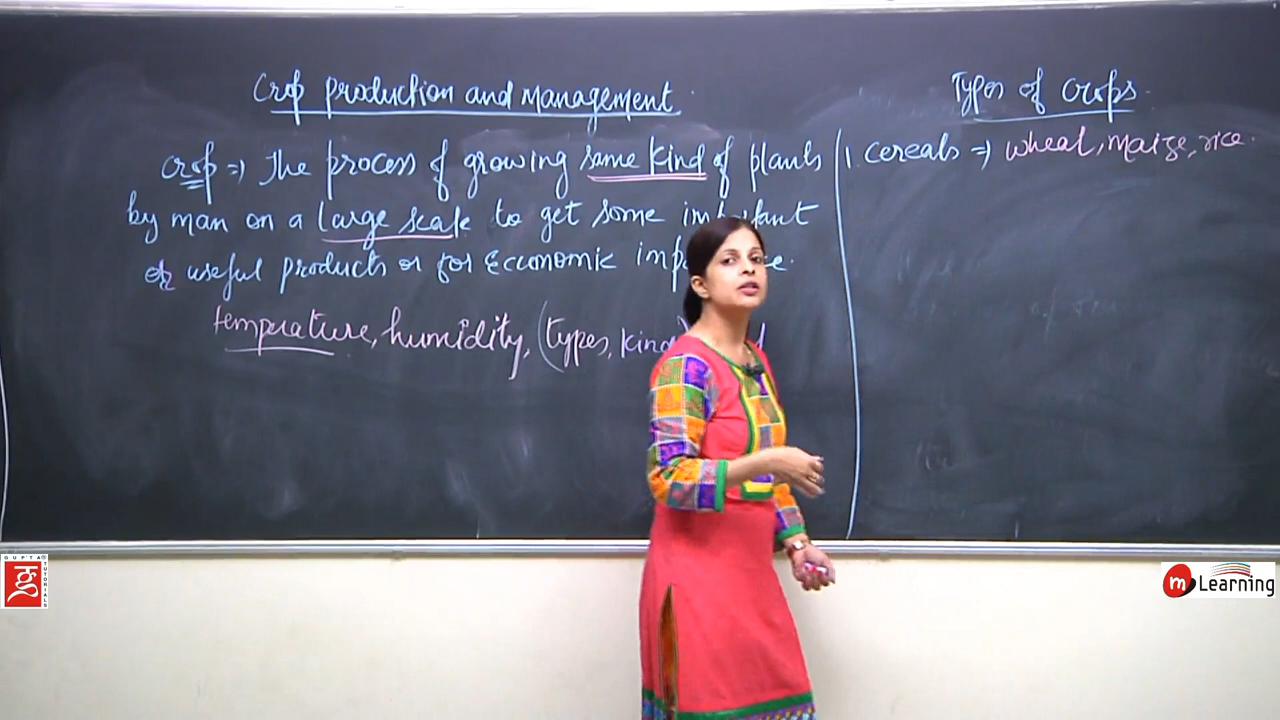 Crop production and management
Crop => The process of growing same kind of plants
by man on a large scale to get some important
or useful products or for Economic
temperature, humidity, (types, kind)
Types of crops
1. cereals => wheat, maize, rice.
GUPTA
TUTORIALS
m Learning